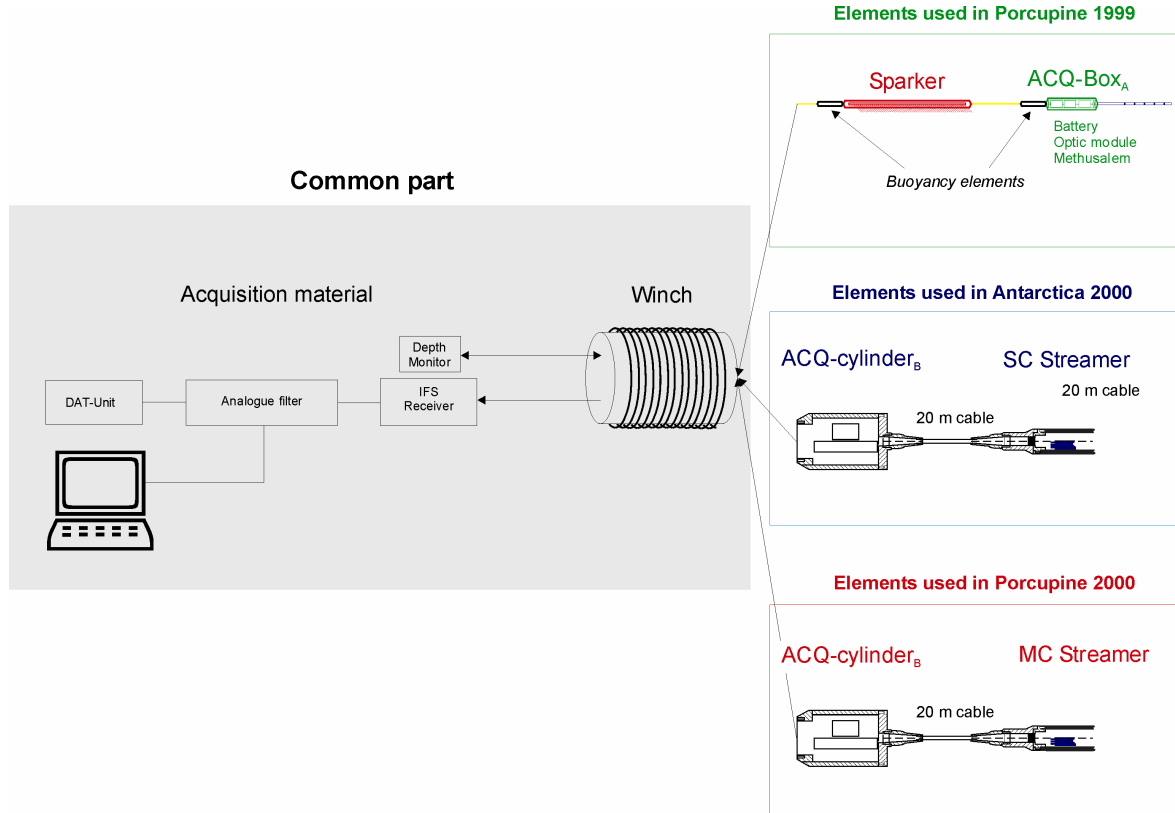 Elements used in Porcupine 1999
Sparker
ACQ-BoxA
Battery
Optic module
Methusalem
Buoyancy elements
Common part
Acquisition material
Winch
Depth
Monitor
IFS
Receiver
Analogue filter
DAT-Unit
Elements used in Antarctica 2000
ACQ-cylinderB
SC Streamer
20 m cable
20 m cable
Elements used in Porcupine 2000
ACQ-cylinderB
MC Streamer
20 m cable